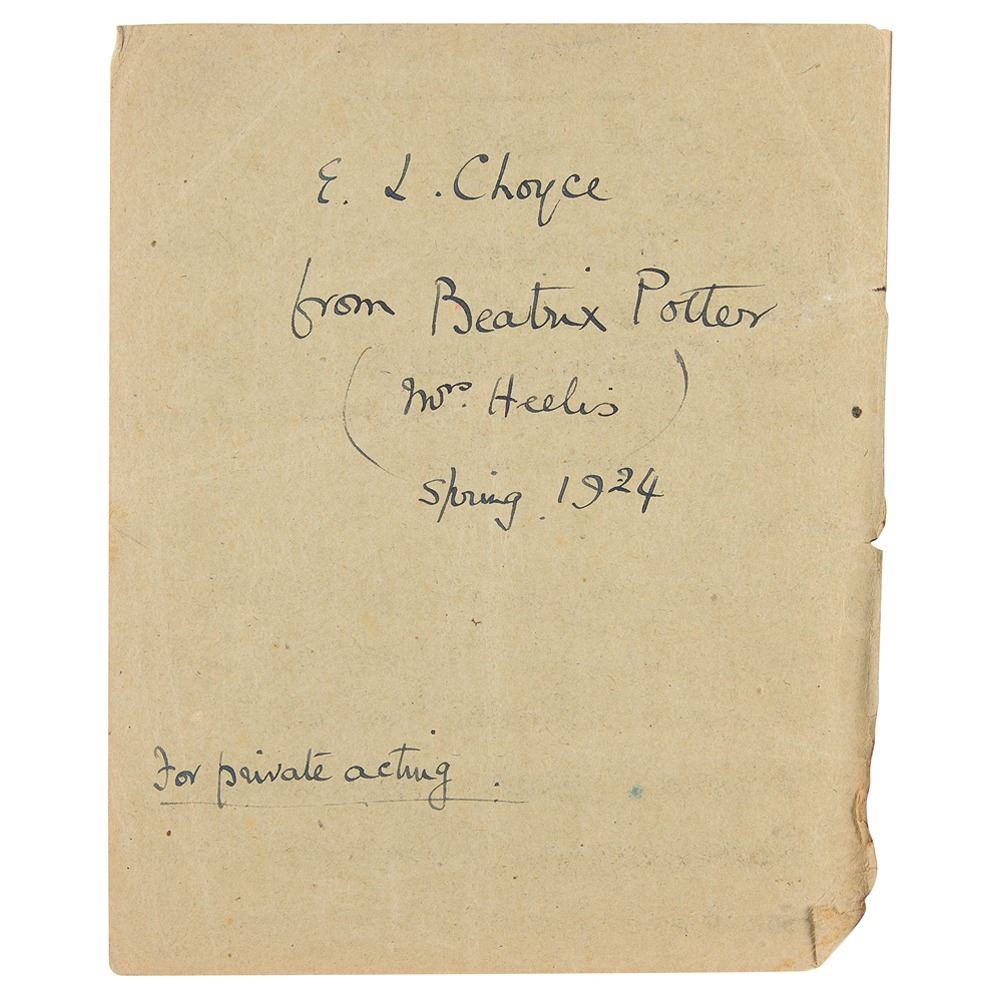 E. L. Choyce
from Beatrix Potter
(Mrs. Heelis)
Spring. 1924
For private acting.